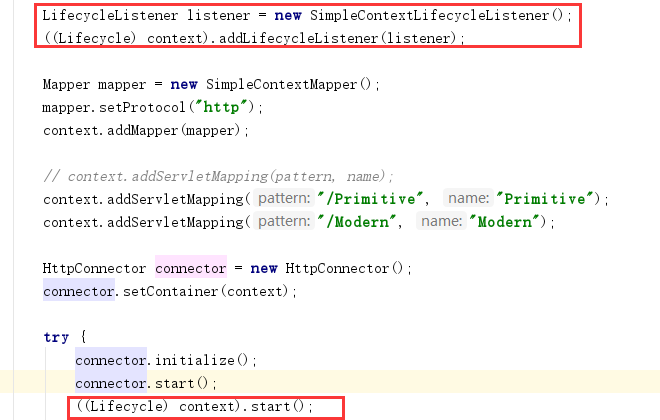 LifecycleListener listener = new SimpleContextLifecycleListener();
((Lifecycle) context).addLifecycleListener(listener);
Mapper mapper = new SimpleContextMapper();
mapper.setProtocol("http");
context.addMapper(mapper);
// context.addServletMapping(pattern, name);
context.addServletMapping( pattern: "/Primitive", name: "Primitive");
context.addServletMapping( pattern: "/Modern", name: "Modern");
HttpConnector connector = new HttpConnector();
connector.setContainer(context);
try {
connector.initialize();
connector.start();
((Lifecycle) context).start();